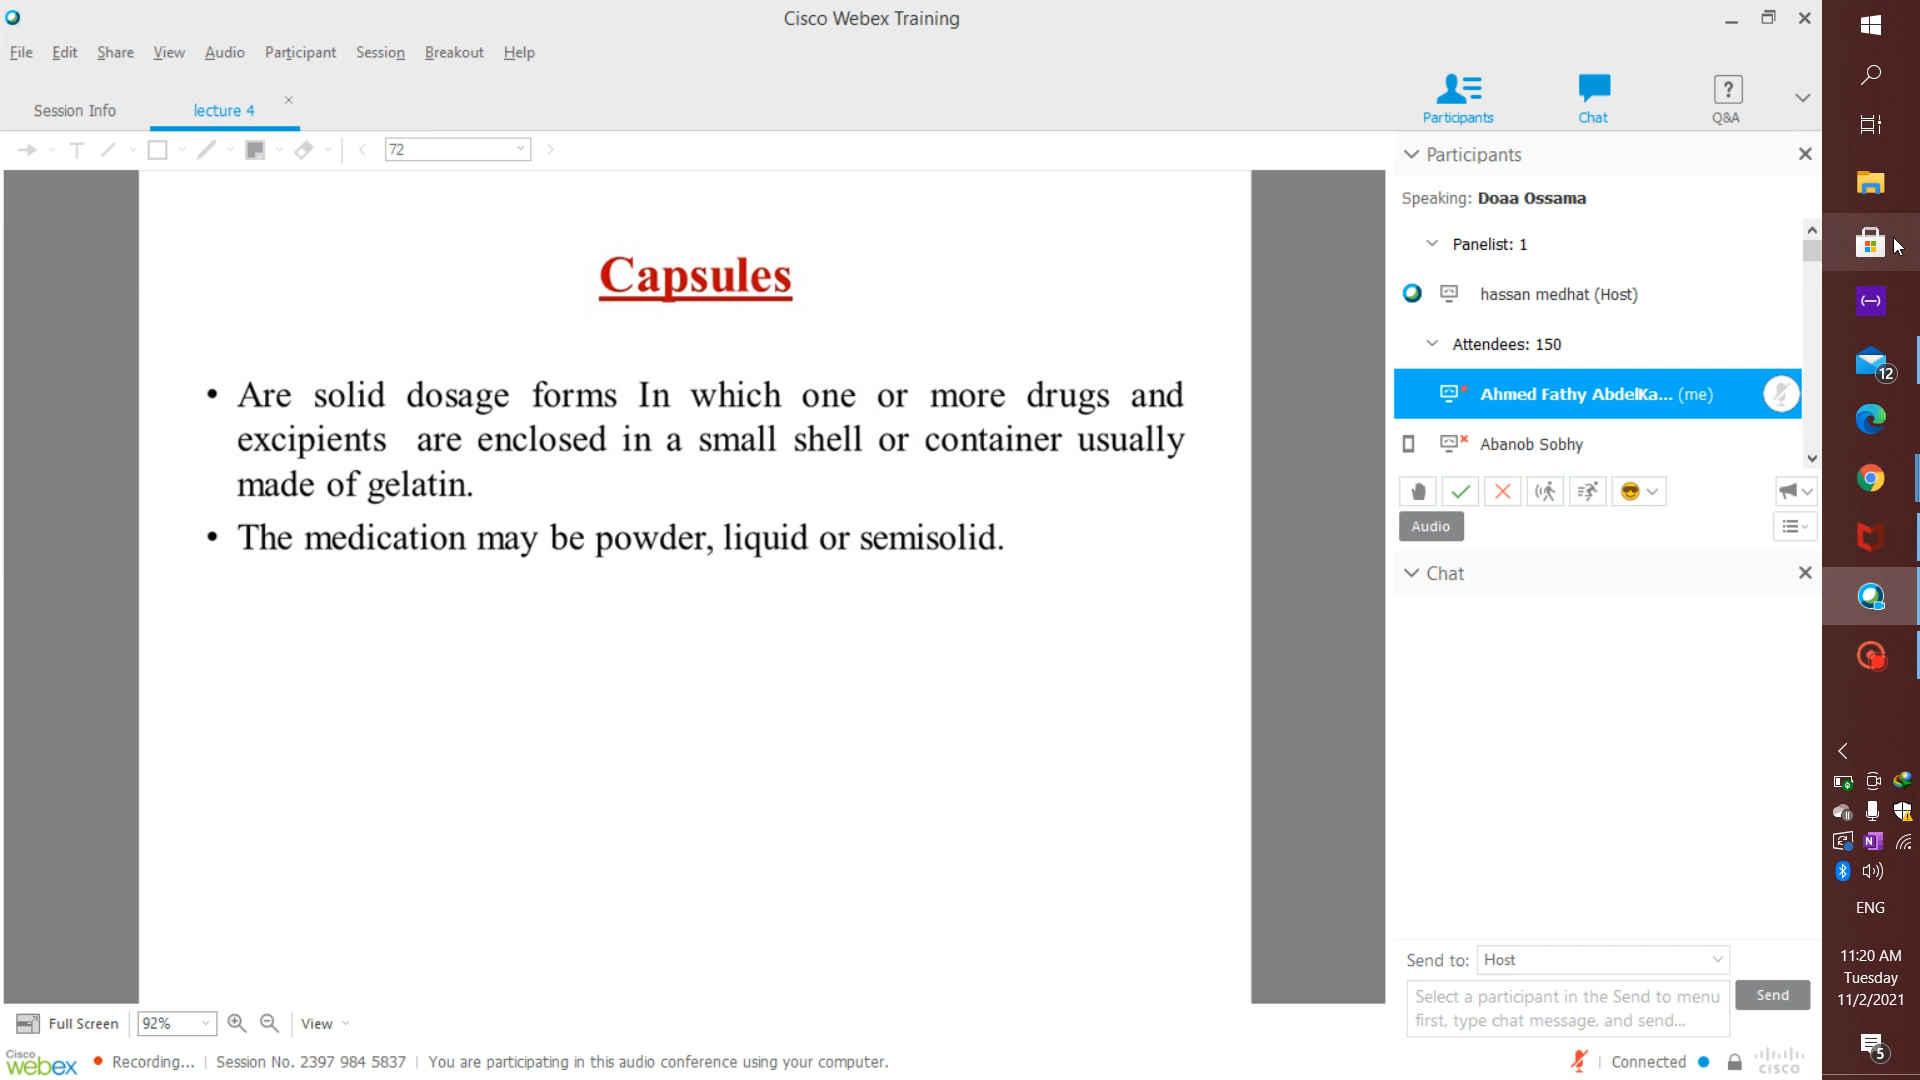 Cisco Webex Training
File Edit Share View Audio Participant Session Breakout Help
Participants Chat ? Q&A
Session Info lecture 4
T 72
Participants
Speaking: Doaa Ossama
Panelist: 1
hassan medhat (Host)
Attendees: 150
Ahmed Fathy AbdelKa... (me)
Abanob Sobhy
Audio
Chat
Capsules
• Are solid dosage forms In which one or more drugs and
excipients are enclosed in a small shell or container usually
made of gelatin.
• The medication may be powder, liquid or semisolid.
Send to: Host
Select a participant in the Send to menu
first, type chat message, and send...
Send
Full Screen 92% View
Cisco webex Recording... Session No. 2397 984 5837 You are participating in this audio conference using your computer. Connected cisco
12
N
ENG
11:20 AM
Tuesday
11/2/2021
5